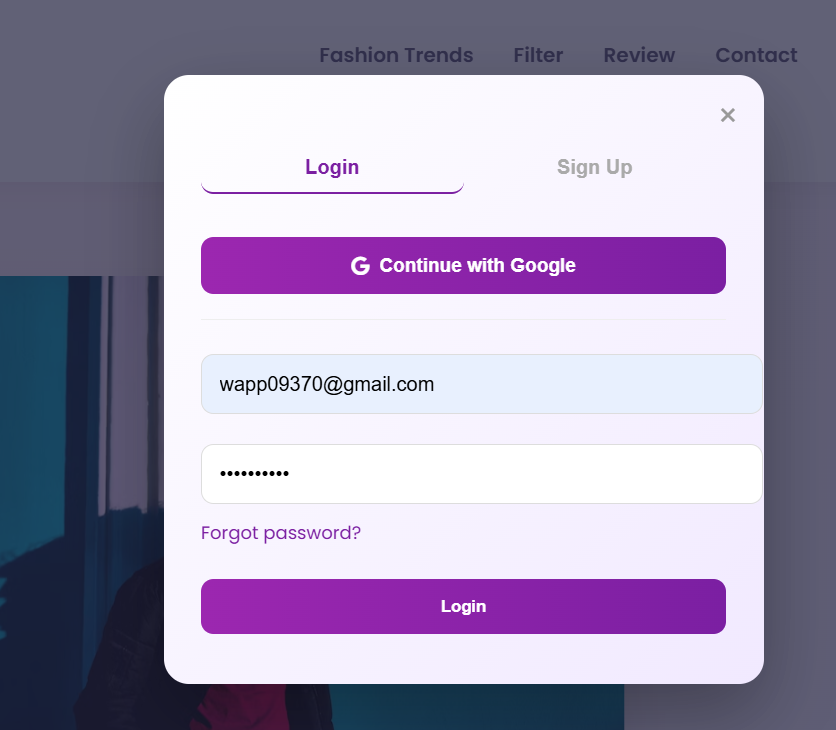 Fashion Trends Filter Review Contact
×
Login Sign Up
Continue with Google
wapp09370@gmail.com
••••••••••
Forgot password?
Login